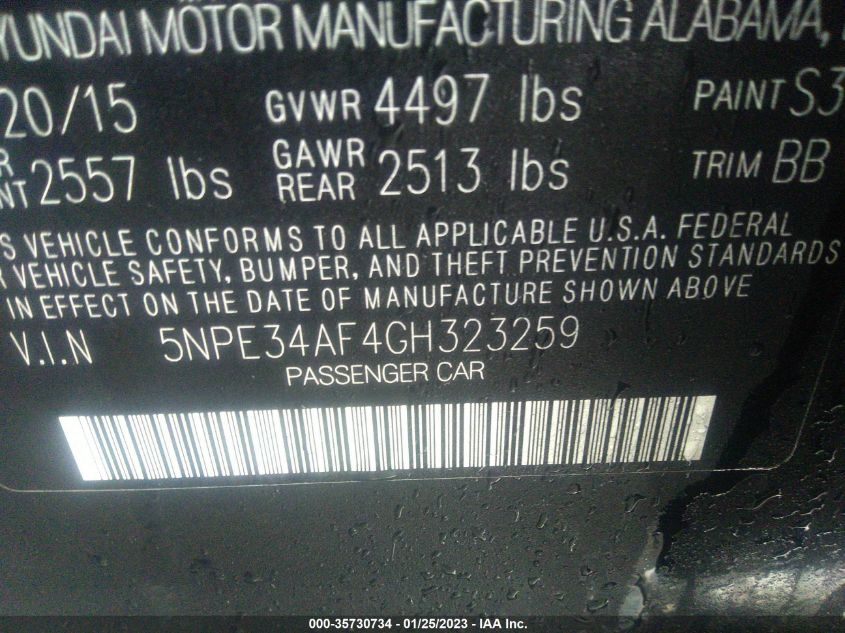 YUNDAI MOTOR MANUFACTURING ALABAMA,
20/15 GVWR 4497 lbs PAINT S3
2557 lbs GAWR REAR 2513 lbs TRIM BB
S VEHICLE CONFORMS TO ALL APPLICABLE U.S.A. FEDERAL
VEHICLE SAFETY, BUMPER, AND THEFT PREVENTION STANDARDS
IN EFFECT ON THE DATE OF MANUFACTURE SHOWN ABOVE
V.I.N 5NPE34AF4GH323259
PASSENGER CAR
000-35730734 - 01/25/2023 - IAA Inc.